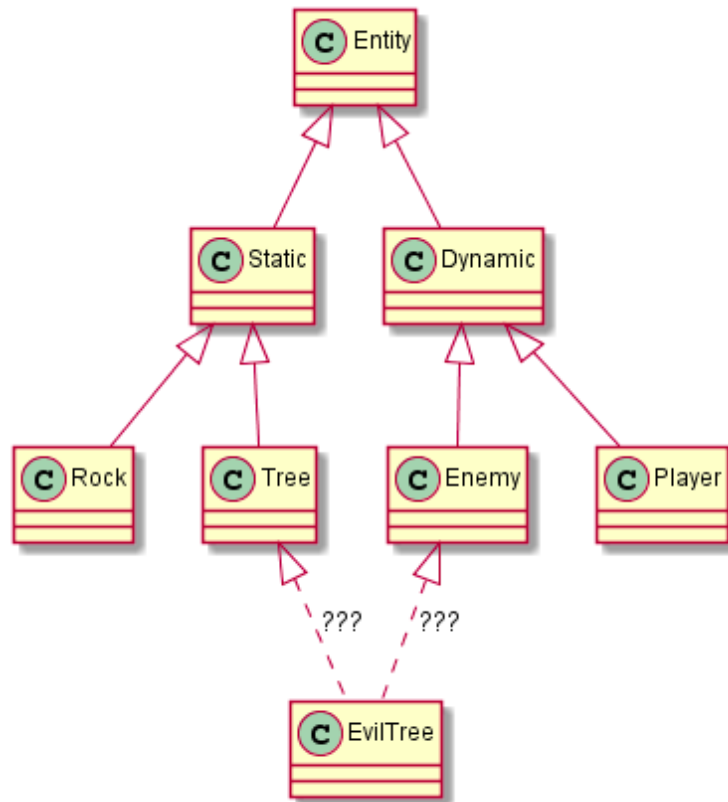 C Entity
C Static
C Dynamic
C Rock
C Tree
C Enemy
C Player
???
???
C EvilTree